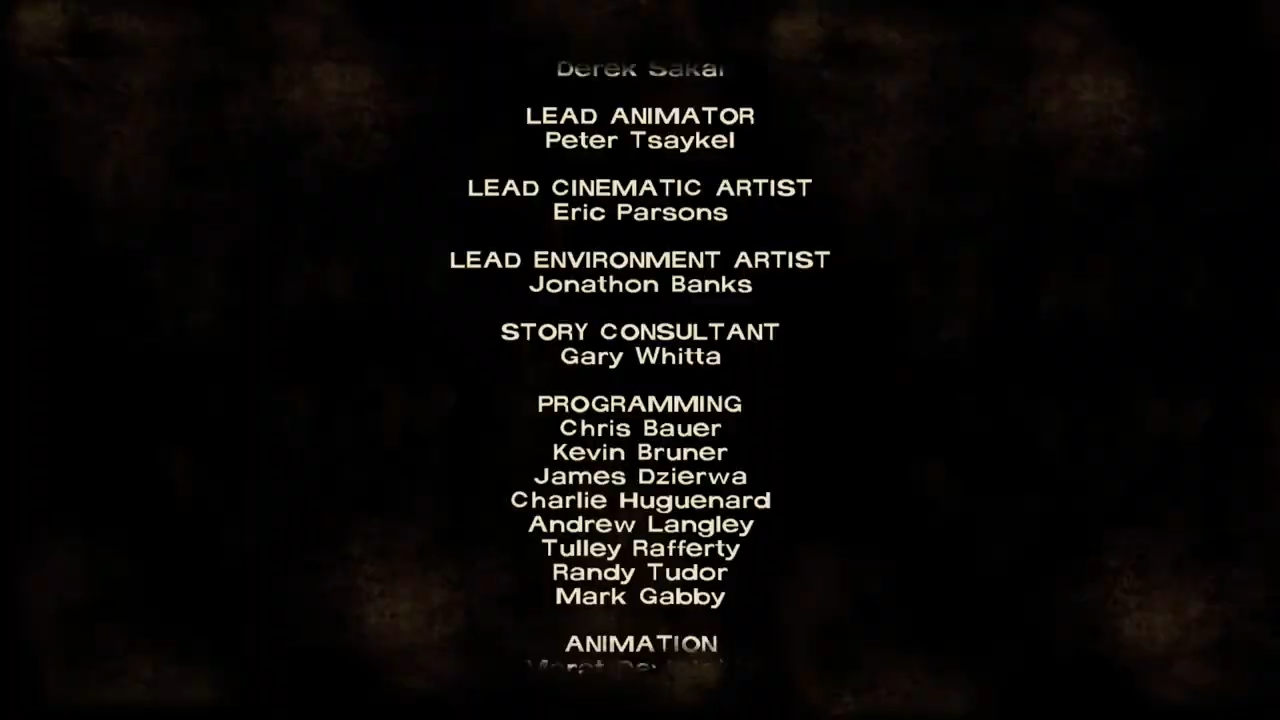 Derek Sakai
LEAD ANIMATOR
Peter Tsaykel
LEAD CINEMATIC ARTIST
Eric Parsons
LEAD ENVIRONMENT ARTIST
Jonathon Banks
STORY CONSULTANT
Gary Whitta
PROGRAMMING
Chris Bauer
Kevin Bruner
James Dzierwa
Charlie Huguenard
Andrew Langley
Tulley Rafferty
Randy Tudor
Mark Gabby
ANIMATION